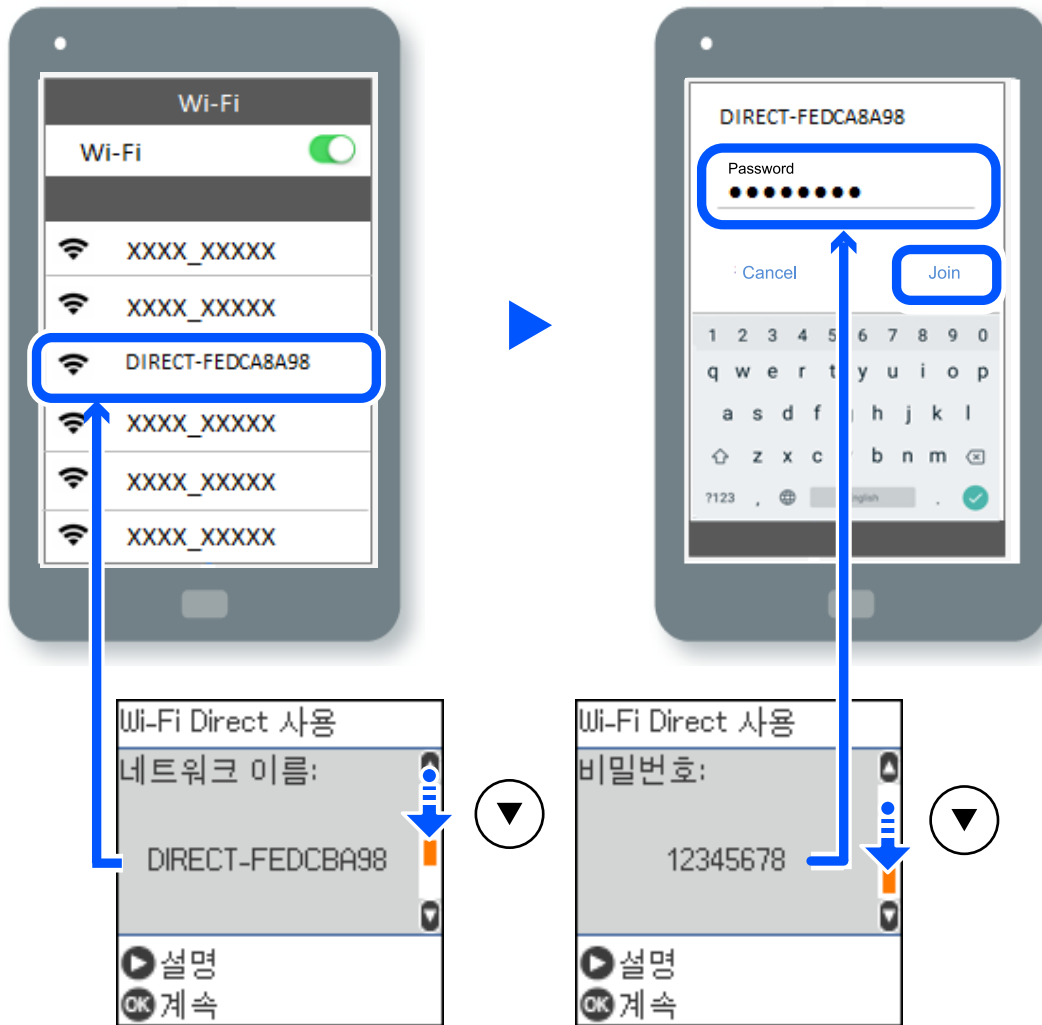 Wi-Fi
Wi-Fi
XXXX_XXXXX
XXXX_XXXXX
DIRECT-FEDCA8A98
XXXX_XXXXX
XXXX_XXXXX
XXXX_XXXXX
DIRECT-FEDCA8A98
Password
●●●●●●●●
Cancel
Join
1 2 3 4 5 6 7 8 9 0
q w e r t y u i o p
a s d f h j k l
z x c b n m
?123 , .
Wi-Fi Direct 사용
네트워크 이름:
DIRECT-FEDCBA98
설명
OK 계속
Wi-Fi Direct 사용
비밀번호:
12345678
설명
OK 계속